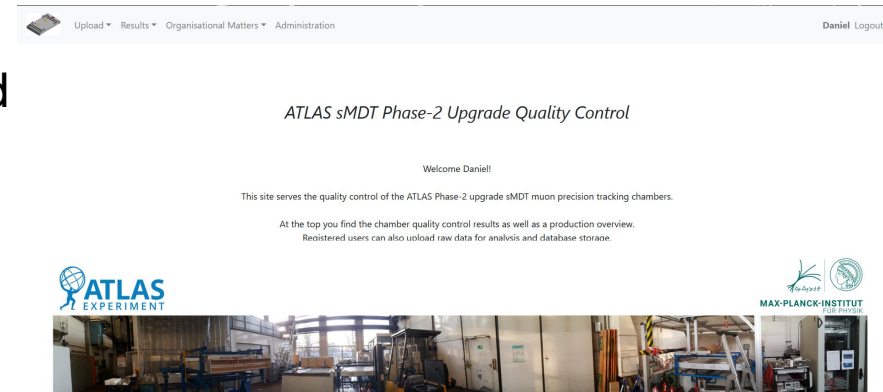 Upload Results Organisational Matters Administration Daniel Logout
d
ATLAS sMDT Phase-2 Upgrade Quality Control
Welcome Daniel!
This site serves the quality control of the ATLAS Phase-2 upgrade sMDT muon precision tracking chambers.
At the top you find the chamber quality control results as well as a production overview.
Registered users can also upload raw data for analysis and database storage.
ATLAS
EXPERIMENT
MAX-PLANCK-INSTITUT
FÜR PHYSIK